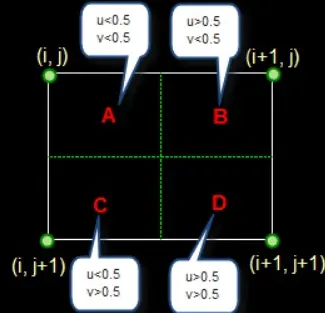 u<0.5
v<0.5
u>0.5
v<0.5
(i, j)
(i+1, j)
A
B
C
D
(i, j+1)
u<0.5
v>0.5
u>0.5
v>0.5
(i+1, j+1)